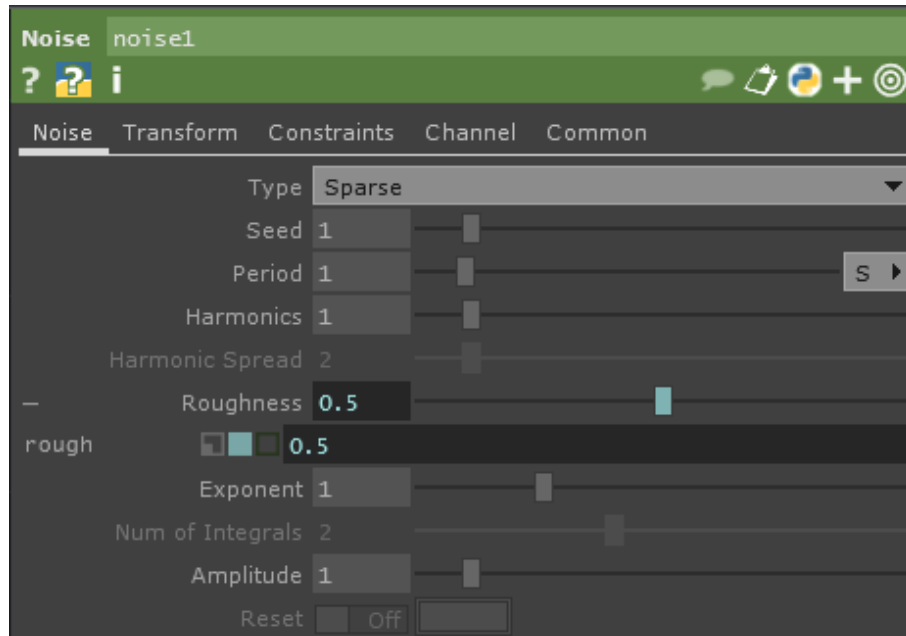 Noise noise1
? ? i
Noise Transform Constraints Channel Common
Type Sparse
Seed 1
Period 1 S
Harmonics 1
Harmonic Spread 2
Roughness 0.5
rough 0.5
Exponent 1
Num of Integrals 2
Amplitude 1
Reset Off